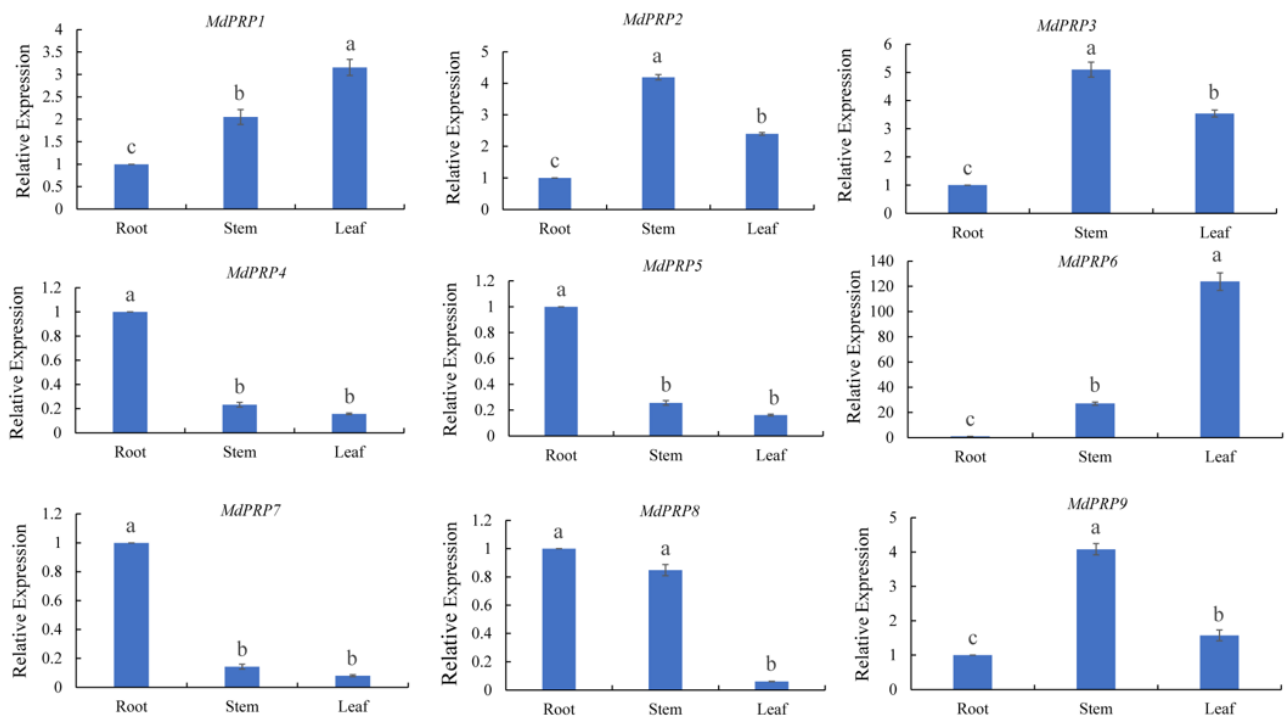 MdPRP1
Relative Expression
4
3.5
3
2.5
2
1.5
1
0.5
0
c
b
a
Root Stem Leaf
MdPRP2
Relative Expression
5
4
3
2
1
0
c
a
b
Root Stem Leaf
MdPRP3
Relative Expression
6
5
4
3
2
1
0
c
a
b
Root Stem Leaf
MdPRP4
Relative Expression
1.2
1
0.8
0.6
0.4
0.2
0
a
b
b
Root Stem Leaf
MdPRP5
Relative Expression
1.2
1
0.8
0.6
0.4
0.2
0
a
b
b
Root Stem Leaf
MdPRP6
Relative Expression
140
120
100
80
60
40
20
0
c
b
a
Root Stem Leaf
MdPRP7
Relative Expression
1.2
1
0.8
0.6
0.4
0.2
0
a
b
b
Root Stem Leaf
MdPRP8
Relative Expression
1.2
1
0.8
0.6
0.4
0.2
0
a
a
b
Root Stem Leaf
MdPRP9
Relative Expression
5
4
3
2
1
0
c
a
b
Root Stem Leaf